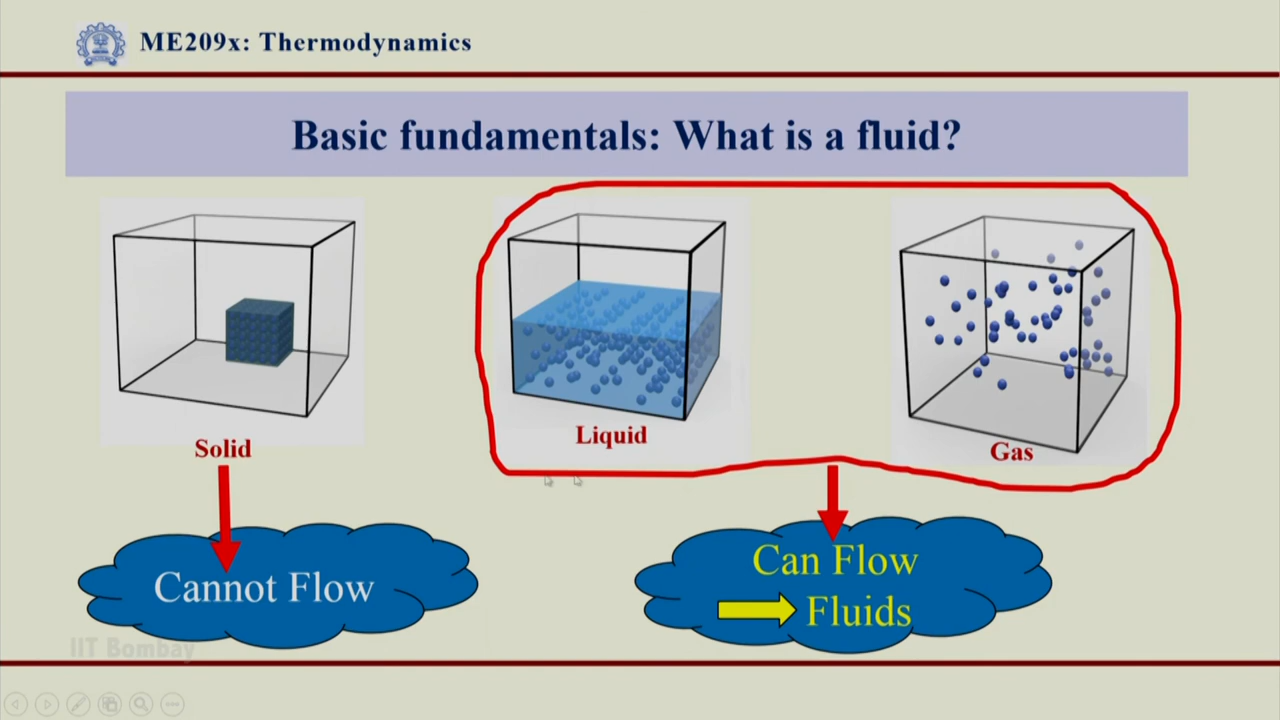 ME209x: Thermodynamics
Basic fundamentals: What is a fluid?
Solid
Liquid
Gas
Cannot Flow
Can Flow
Fluids
IIT Bombay